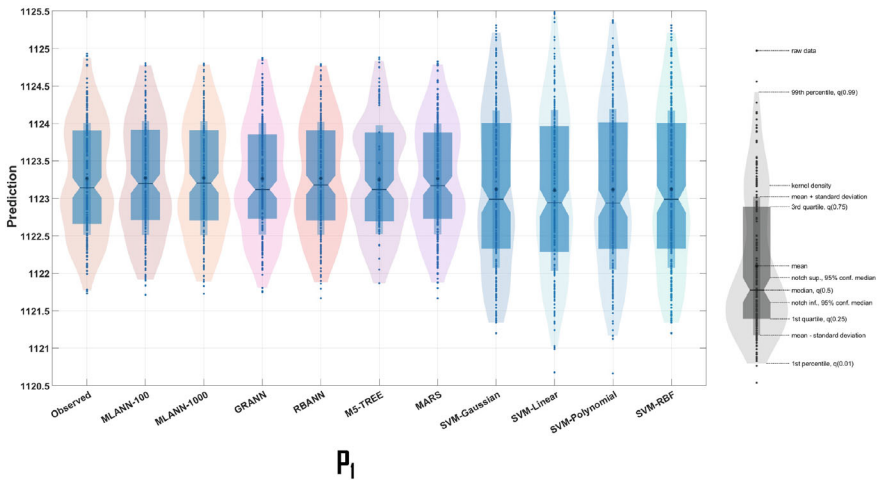 1125.5
1125
1124.5
1124
1123.5
1123
1122.5
1122
1121.5
1121
1120.5
Prediction
Observed
MLANN-100
MLANN-1000
GRANN
RBANN
M5-TREE
MARS
SVM-Gaussian
SVM-Linear
SVM-Polynomial
SVM-RBF
P1
raw data
99th percentile, q(0.99)
kernel density
mean + standard deviation
3rd quartile, q(0.75)
mean
notch sup., 95% conf. median
median, q(0.5)
notch inf., 95% conf. median
1st quartile, q(0.25)
mean - standard deviation
1st percentile, q(0.01)